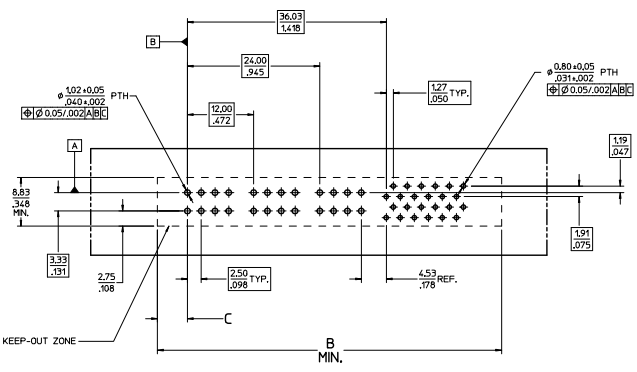 36.03
1.418
B
24.00
.945
ø 1.02±0.05 PTH
.040±.002
⌖ Ø 0.05/.002 A B C
12.00
.472
1.27 TYP.
.050
ø 0.80±0.05 PTH
.031±.002
⌖ Ø 0.05/.002 A B C
1.19
.047
A
8.83
.348
MIN.
3.33
.131
2.75
.108
2.50 TYP.
.098
4.53 REF.
.178
1.91
.075
C
KEEP-OUT ZONE
B
MIN.